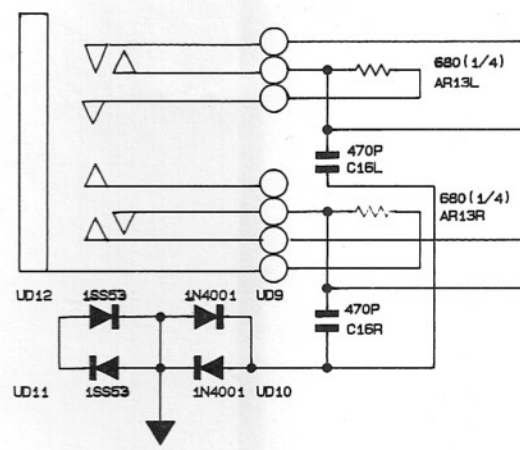 680(1/4)
AR13L
470P
C16L
680(1/4)
AR13R
UD12 1SS53 1N4001 UD9
470P
C16R
UD11 1SS53 1N4001 UD10